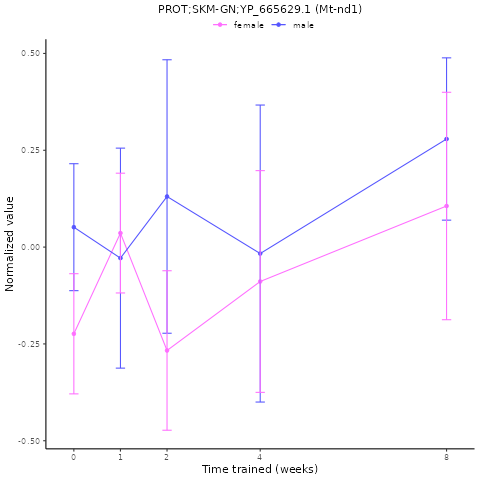 PROT;SKM-GN;YP_665629.1 (Mt-nd1)
female male
0.50
0.25
0.00
-0.25
-0.50
Normalized value
0 1 2 4 8
Time trained (weeks)